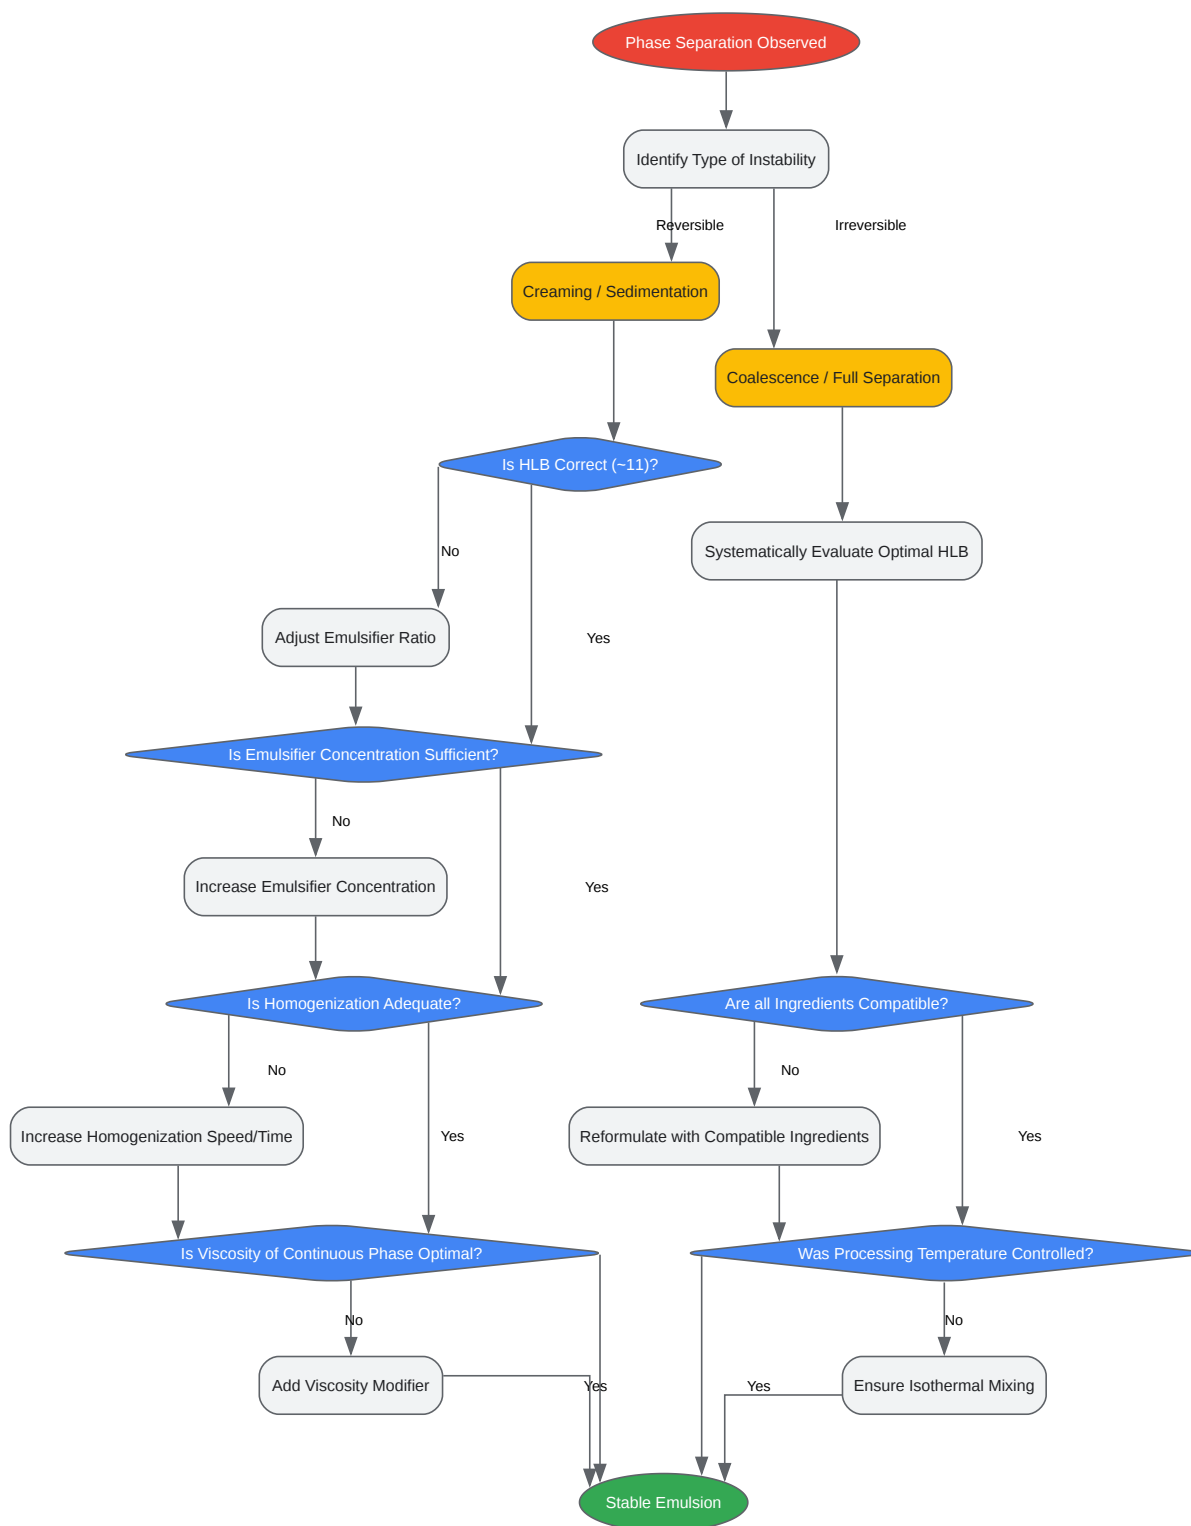 Phase Separation Observed
Identify Type of Instability
Reversible
Irreversible
Creaming / Sedimentation
Coalescence / Full Separation
Is HLB Correct (~11)?
No
Systematically Evaluate Optimal HLB
Adjust Emulsifier Ratio
Yes
Is Emulsifier Concentration Sufficient?
No
Increase Emulsifier Concentration
Yes
Is Homogenization Adequate?
Are all Ingredients Compatible?
No
No
Increase Homogenization Speed/Time
Yes
Reformulate with Compatible Ingredients
Yes
Is Viscosity of Continuous Phase Optimal?
Was Processing Temperature Controlled?
No
No
Add Viscosity Modifier
Yes
Yes
Ensure Isothermal Mixing
Stable Emulsion